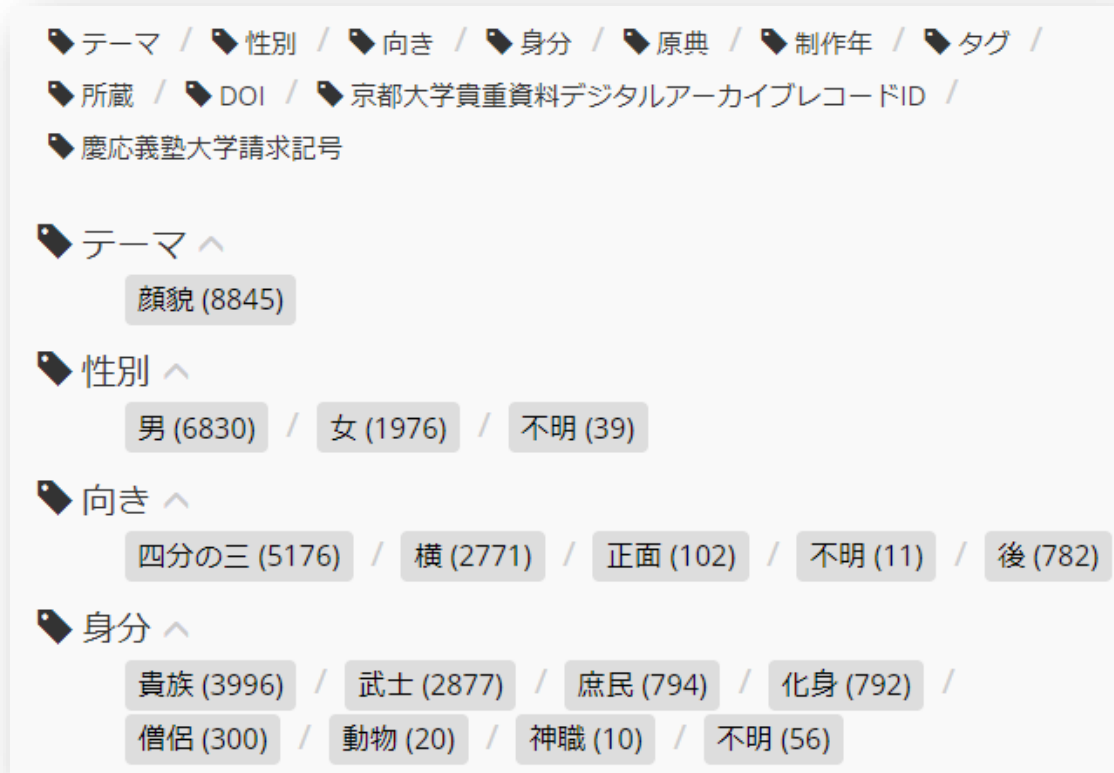 テーマ / 性別 / 向き / 身分 / 原典 / 制作年 / タグ /
所蔵 / DOI / 京都大学貴重資料デジタルアーカイブレコードID /
慶応義塾大学請求記号
テーマ
顔貌 (8845)
性別
男 (6830) / 女 (1976) / 不明 (39)
向き
四分の三 (5176) / 横 (2771) / 正面 (102) / 不明 (11) / 後 (782)
身分
貴族 (3996) / 武士 (2877) / 庶民 (794) / 化身 (792) /
僧侶 (300) / 動物 (20) / 神職 (10) / 不明 (56)